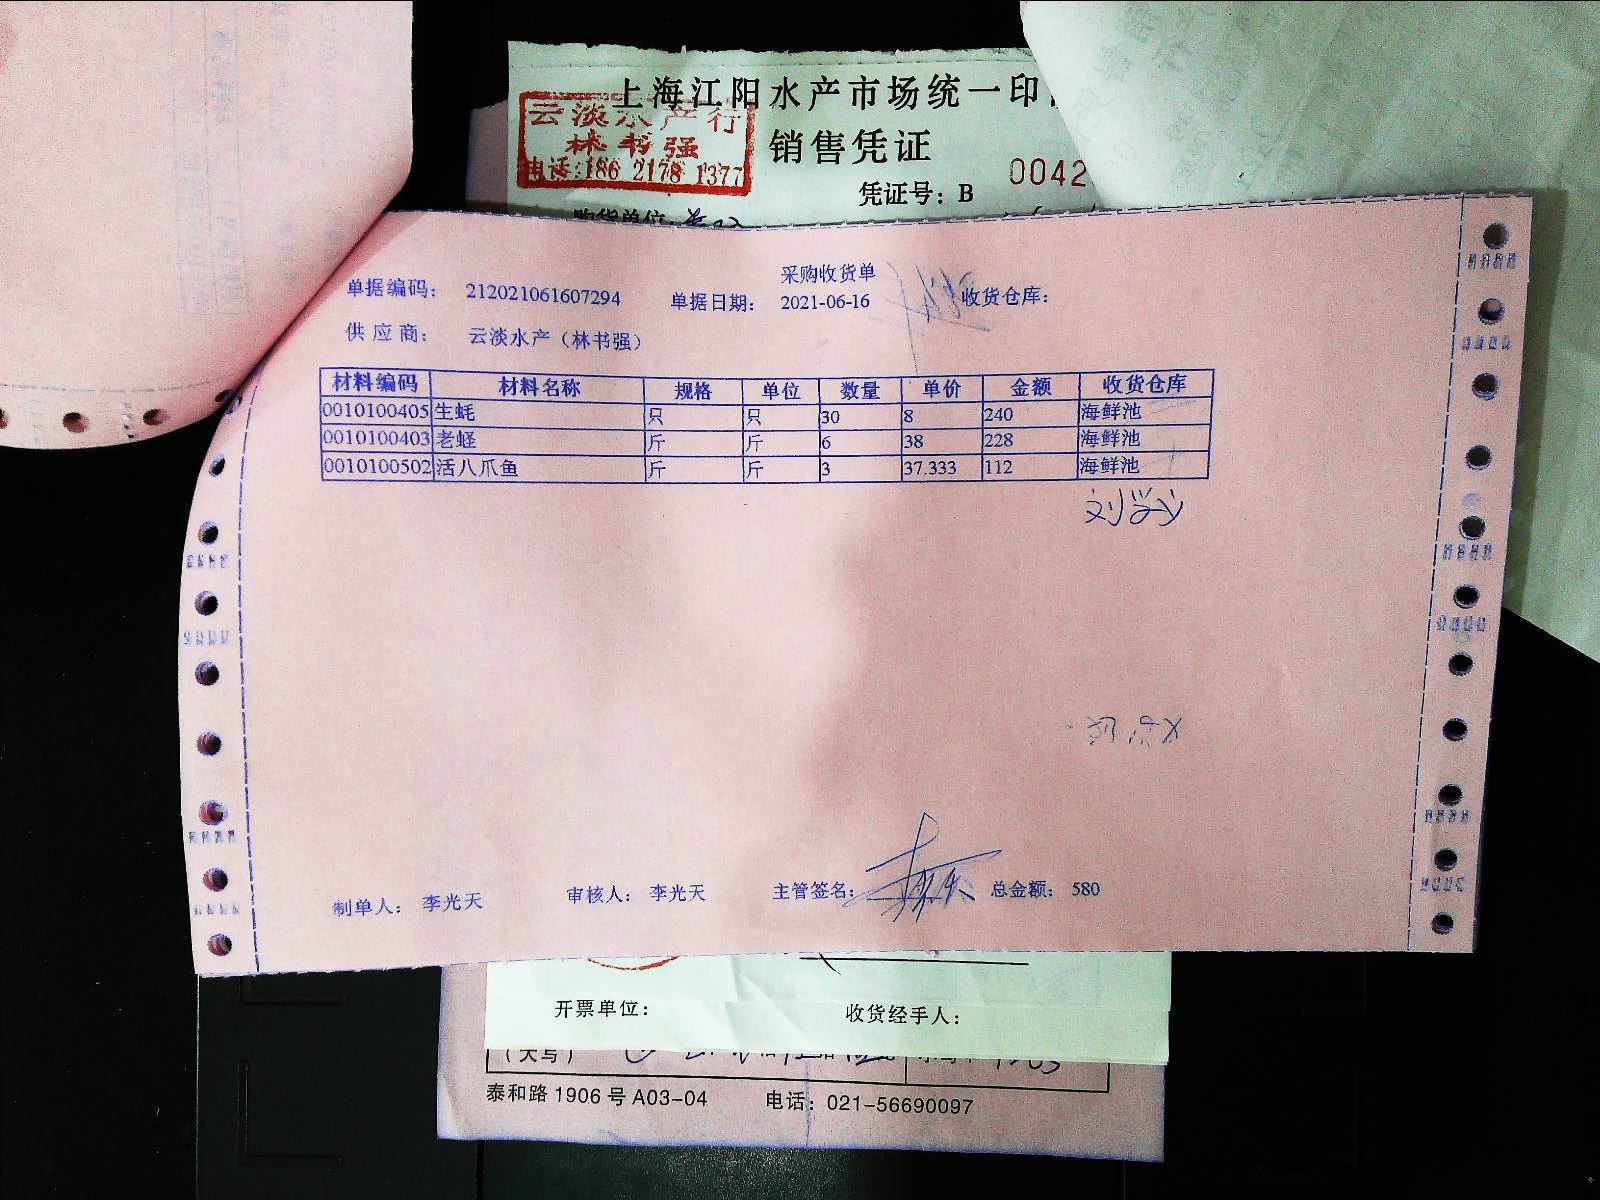 上海江阳水产市场统一印
云淡水产行
林书强
电话:186 2178 1377
销售凭证
0042
凭证号：B
购货单位：
采购收货单
单据编码： 212021061607294 单据日期： 2021-06-16 收货仓库：
供应商： 云淡水产（林书强）
材料编码 材料名称 规格 单位 数量 单价 金额 收货仓库
0010100405 生蚝 只 只 30 8 240 海鲜池
0010100403 老蛏 斤 斤 6 38 228 海鲜池
0010100502 活八爪鱼 斤 斤 3 37.333 112 海鲜池
制单人： 李光天 审核人： 李光天 主管签名： 总金额： 580
开票单位： 收货经手人：
（大写）
泰和路1906号A03-04 电话：021-56690097